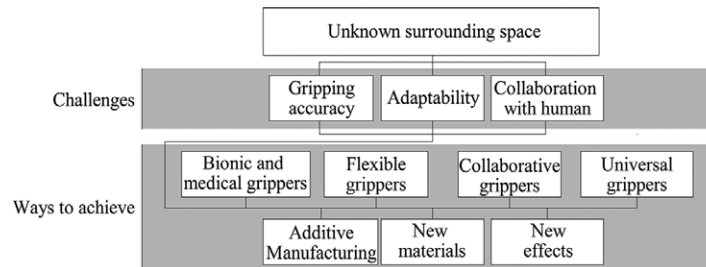 Unknown surrounding space
Challenges
Gripping
accuracy
Adaptability
Collaboration
with human
Ways to achieve
Bionic and
medical grippers
Flexible
grippers
Collaborative
grippers
Universal
grippers
Additive
Manufacturing
New
materials
New
effects